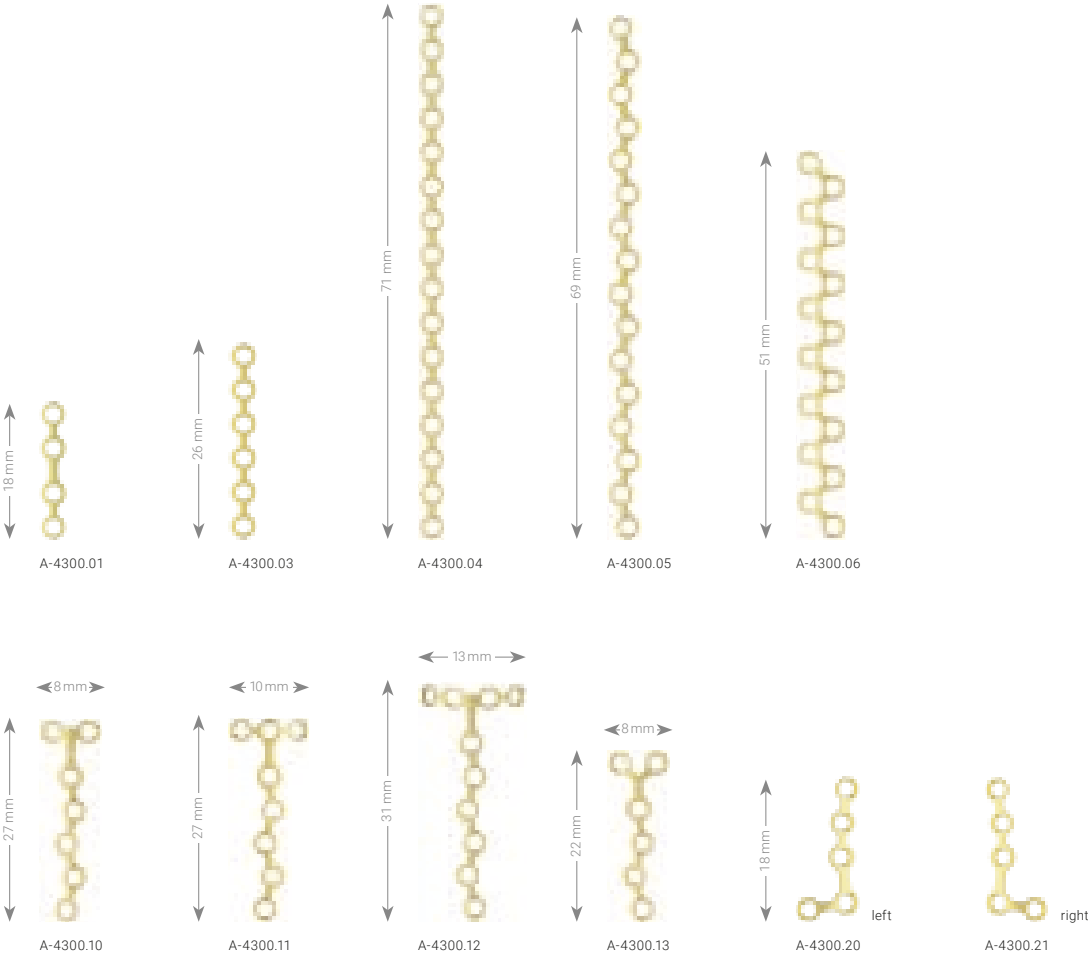 71 mm
69 mm
51 mm
26 mm
18 mm
A-4300.01
A-4300.03
A-4300.04
A-4300.05
A-4300.06
13 mm
8 mm
10 mm
8 mm
27 mm
27 mm
31 mm
22 mm
18 mm
left
right
A-4300.10
A-4300.11
A-4300.12
A-4300.13
A-4300.20
A-4300.21